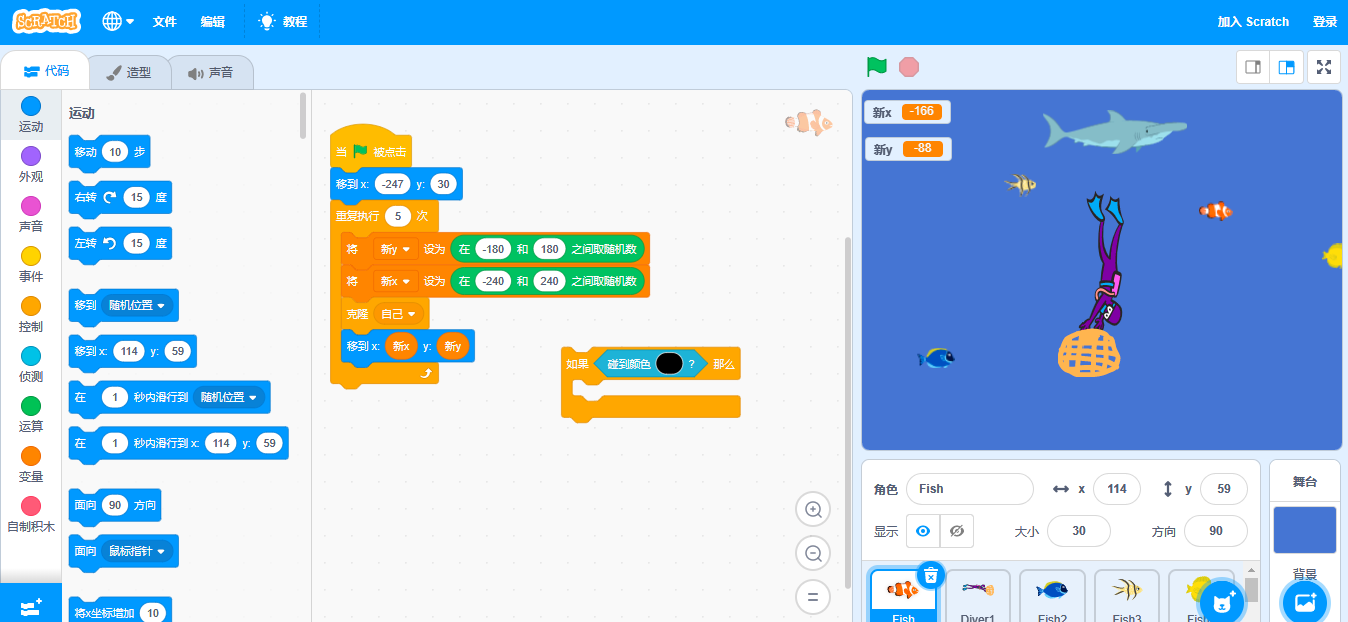 SCRATCH 文件 编辑 教程 加入 Scratch 登录
代码 造型 声音
运动
外观
声音
事件
控制
侦测
运算
变量
自制积木
运动
移动 10 步
右转 15 度
左转 15 度
移到 随机位置
移到 x: 114 y: 59
在 1 秒内滑行到 随机位置
在 1 秒内滑行到 x: 114 y: 59
面向 90 方向
面向 鼠标指针
将x坐标增加 10
当 被点击
移到 x: -247 y: 30
重复执行 5 次
将 新y 设为 在 -180 和 180 之间取随机数
将 新x 设为 在 -240 和 240 之间取随机数
克隆 自己
移到 x: 新x y: 新y
如果 碰到颜色 ? 那么
新x -166
新y -88
角色 Fish x 114 y 59
显示 大小 30 方向 90
Fish Diver1 Fish2 Fish3
舞台
背景